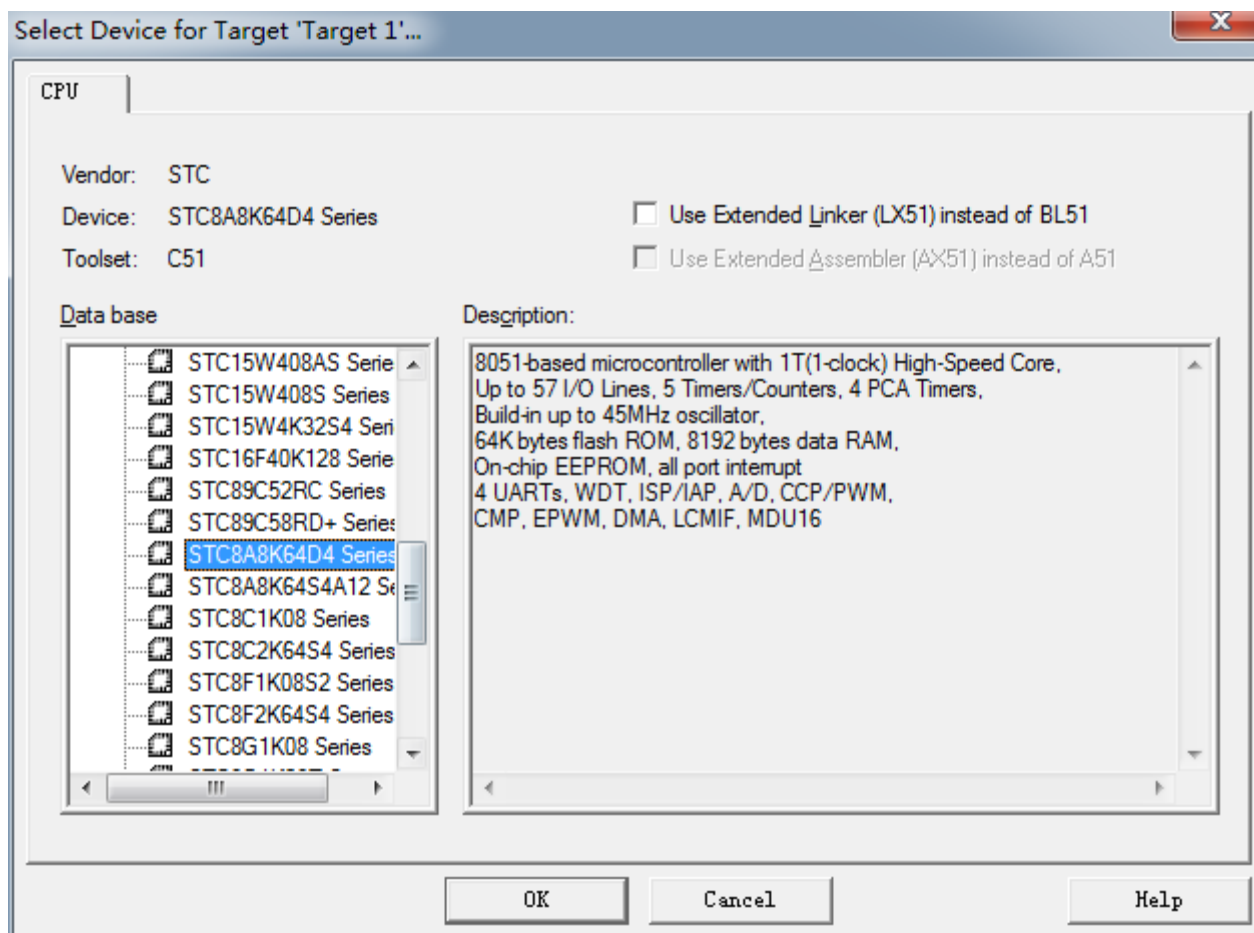 Select Device for Target 'Target 1'...
CPU
Vendor: STC
Device: STC8A8K64D4 Series
Toolset: C51
Use Extended Linker (LX51) instead of BL51
Use Extended Assembler (AX51) instead of A51
Data base
STC15W408AS Serie
STC15W408S Series
STC15W4K32S4 Seri
STC16F40K128 Serie
STC89C52RC Series
STC89C58RD+ Series
STC8A8K64D4 Series
STC8A8K64S4A12 Se
STC8C1K08 Series
STC8C2K64S4 Series
STC8F1K08S2 Series
STC8F2K64S4 Series
STC8G1K08 Series
Description:
8051-based microcontroller with 1T(1-clock) High-Speed Core,
Up to 57 I/O Lines, 5 Timers/Counters, 4 PCA Timers,
Build-in up to 45MHz oscillator,
64K bytes flash ROM, 8192 bytes data RAM,
On-chip EEPROM, all port interrupt
4 UARTs, WDT, ISP/IAP, A/D, CCP/PWM,
CMP, EPWM, DMA, LCMIF, MDU16
OK
Cancel
Help